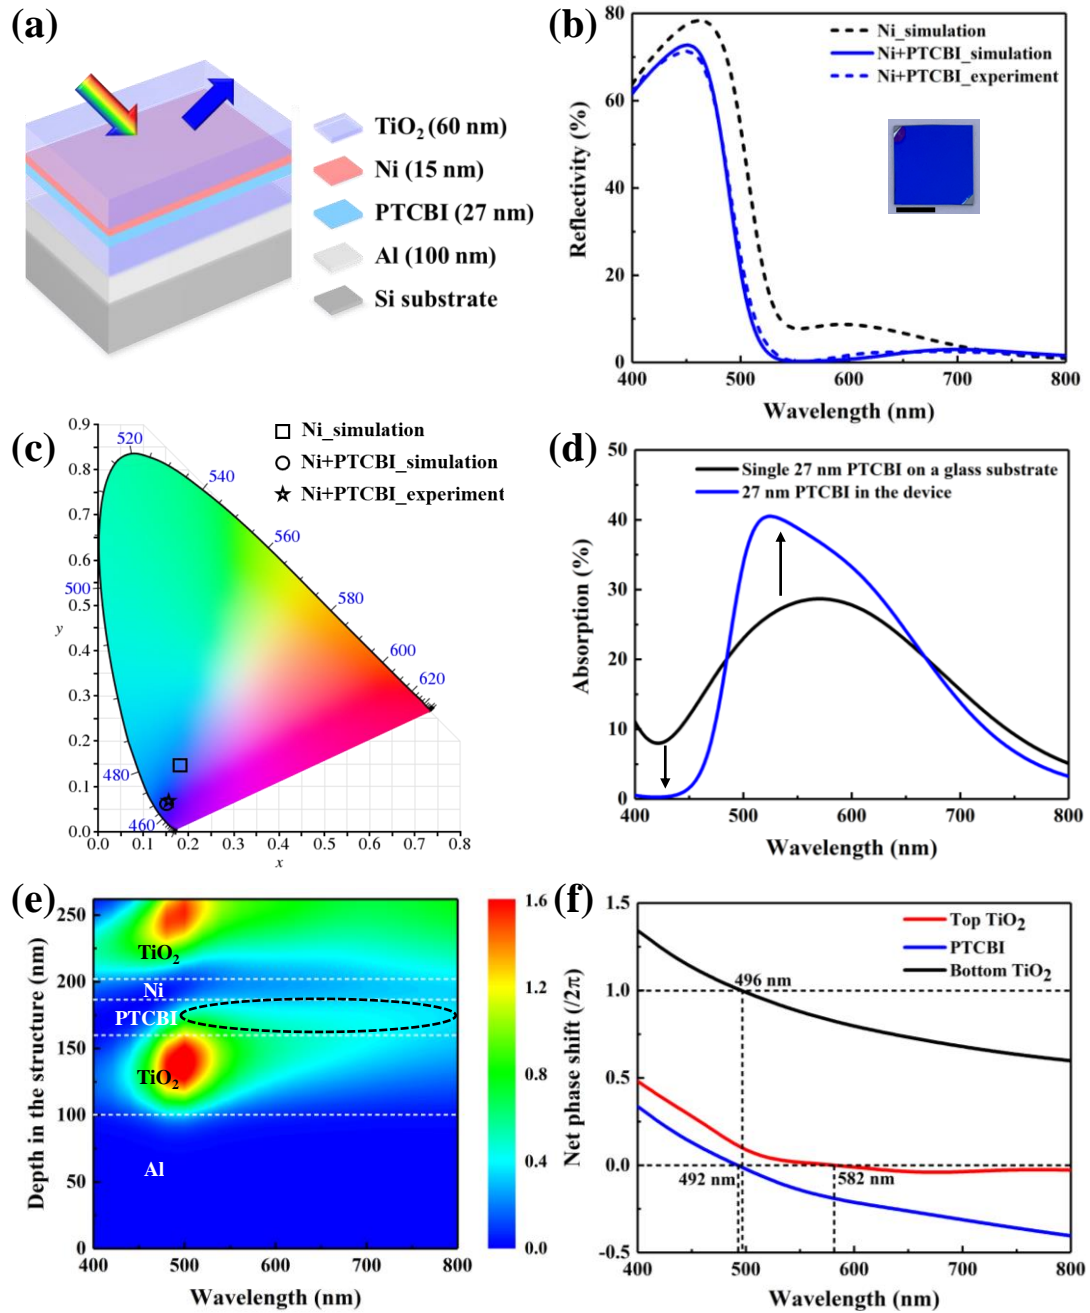 (a)
TiO2 (60 nm)
Ni (15 nm)
PTCBI (27 nm)
Al (100 nm)
Si substrate
(b)
80
60
40
20
0
400
500
600
700
800
Reflectivity (%)
Wavelength (nm)
Ni_simulation
Ni+PTCBI_simulation
Ni+PTCBI_experiment
(c)
0.9
0.8
0.7
0.6
0.5
0.4
0.3
0.2
0.1
0.0
y
0.0
0.1
0.2
0.3
0.4
0.5
0.6
0.7
0.8
x
520
540
560
580
600
620
500
480
460
Ni_simulation
Ni+PTCBI_simulation
Ni+PTCBI_experiment
(d)
50
40
30
20
10
0
400
500
600
700
800
Absorption (%)
Wavelength (nm)
Single 27 nm PTCBI on a glass substrate
27 nm PTCBI in the device
(e)
250
200
150
100
50
0
400
500
600
700
800
Depth in the structure (nm)
Wavelength (nm)
TiO2
Ni
PTCBI
TiO2
Al
1.6
1.2
0.8
0.4
0.0
(f)
1.5
1.0
0.5
0.0
-0.5
400
500
600
700
800
Net phase shift (/2π)
Wavelength (nm)
Top TiO2
PTCBI
Bottom TiO2
496 nm
492 nm
582 nm